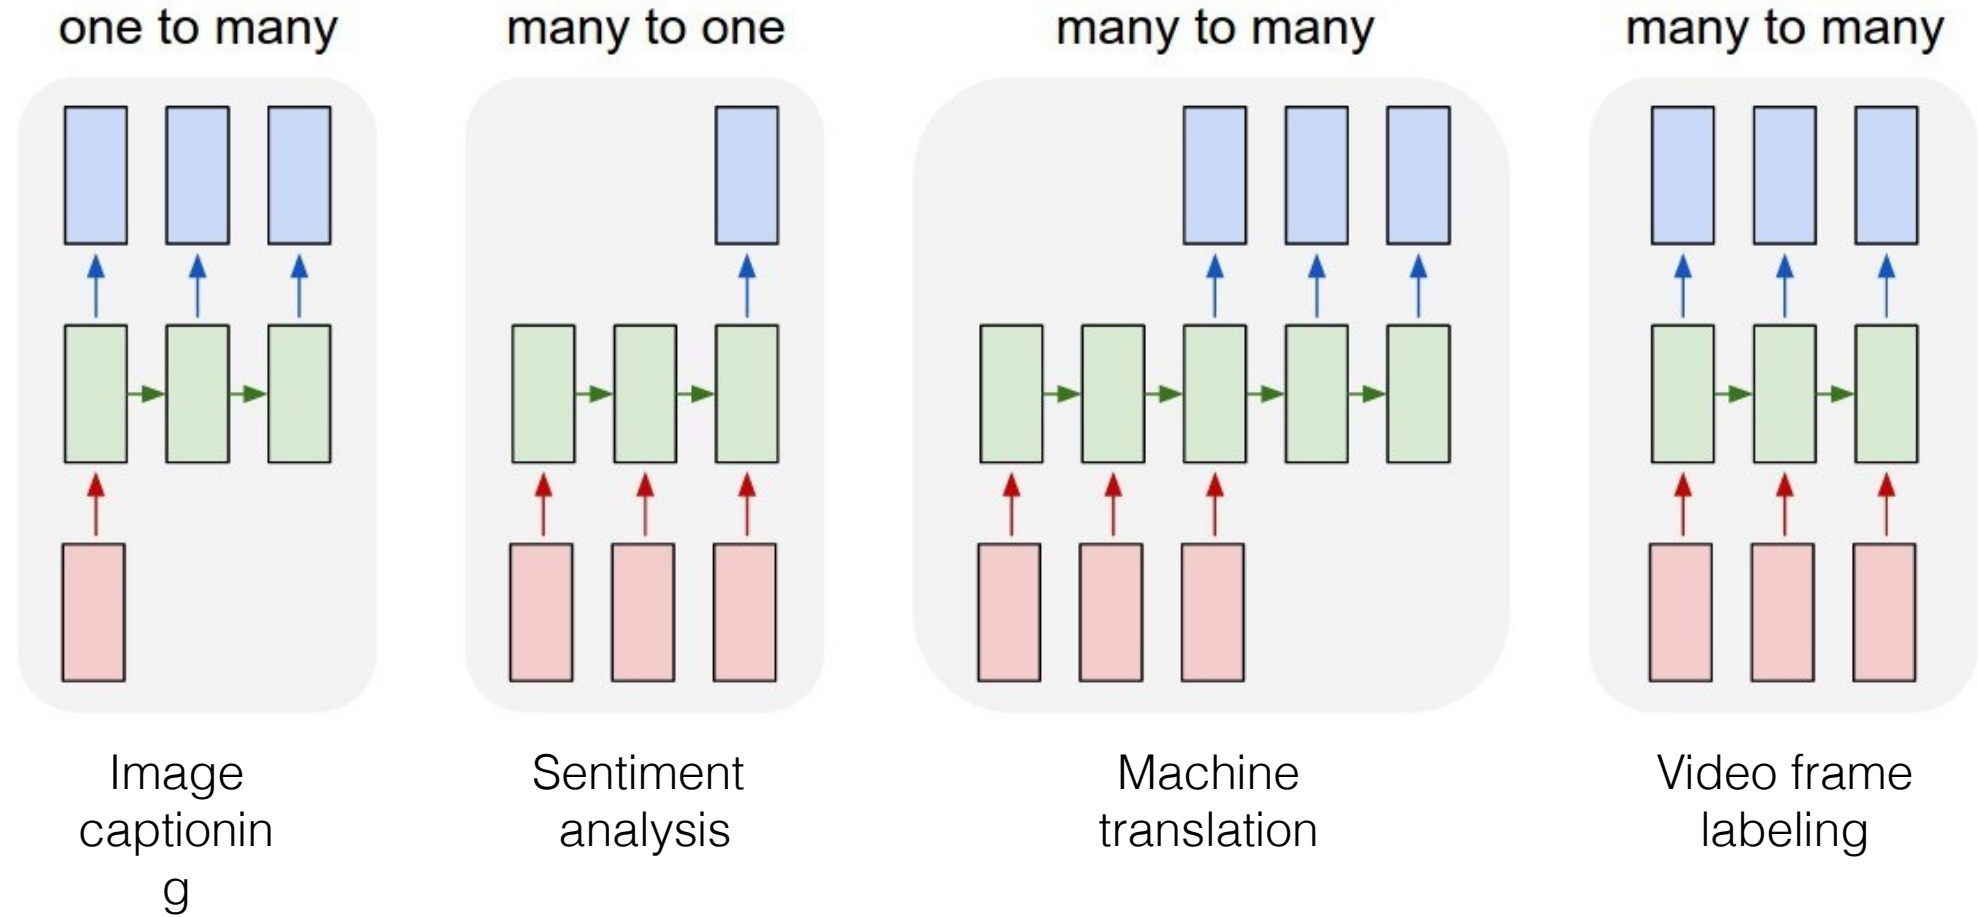 one to many
many to one
many to many
many to many
Image
captionin
g
Sentiment
analysis
Machine
translation
Video frame
labeling